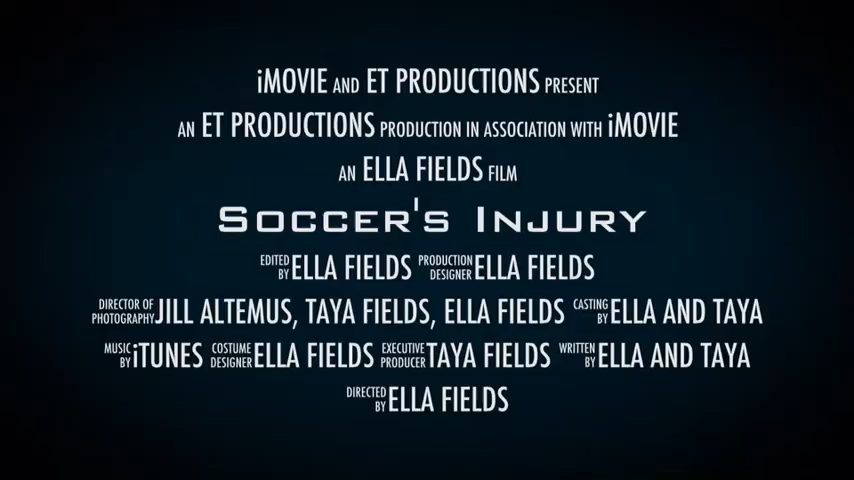 iMOVIE AND ET PRODUCTIONS PRESENT
AN ET PRODUCTIONS PRODUCTION IN ASSOCIATION WITH iMOVIE
AN ELLA FIELDS FILM
SOCCER'S INJURY
EDITED BY ELLA FIELDS PRODUCTION DESIGNER ELLA FIELDS
DIRECTOR OF PHOTOGRAPHY JILL ALTEMUS, TAYA FIELDS, ELLA FIELDS CASTING BY ELLA AND TAYA
MUSIC BY iTUNES COSTUME DESIGNER ELLA FIELDS EXECUTIVE PRODUCER TAYA FIELDS WRITTEN BY ELLA AND TAYA
DIRECTED BY ELLA FIELDS